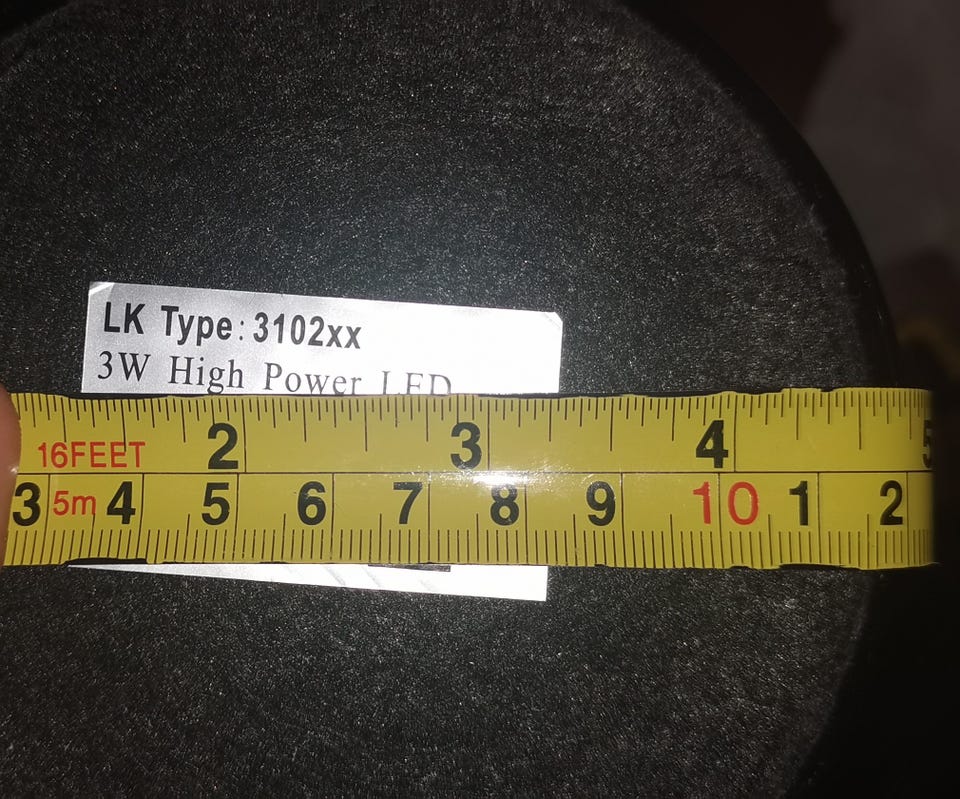 LK Type: 3102xx
3W High Power LED
16FEET 2 3 4 5
3 5m 4 5 6 7 8 9 10 1 2